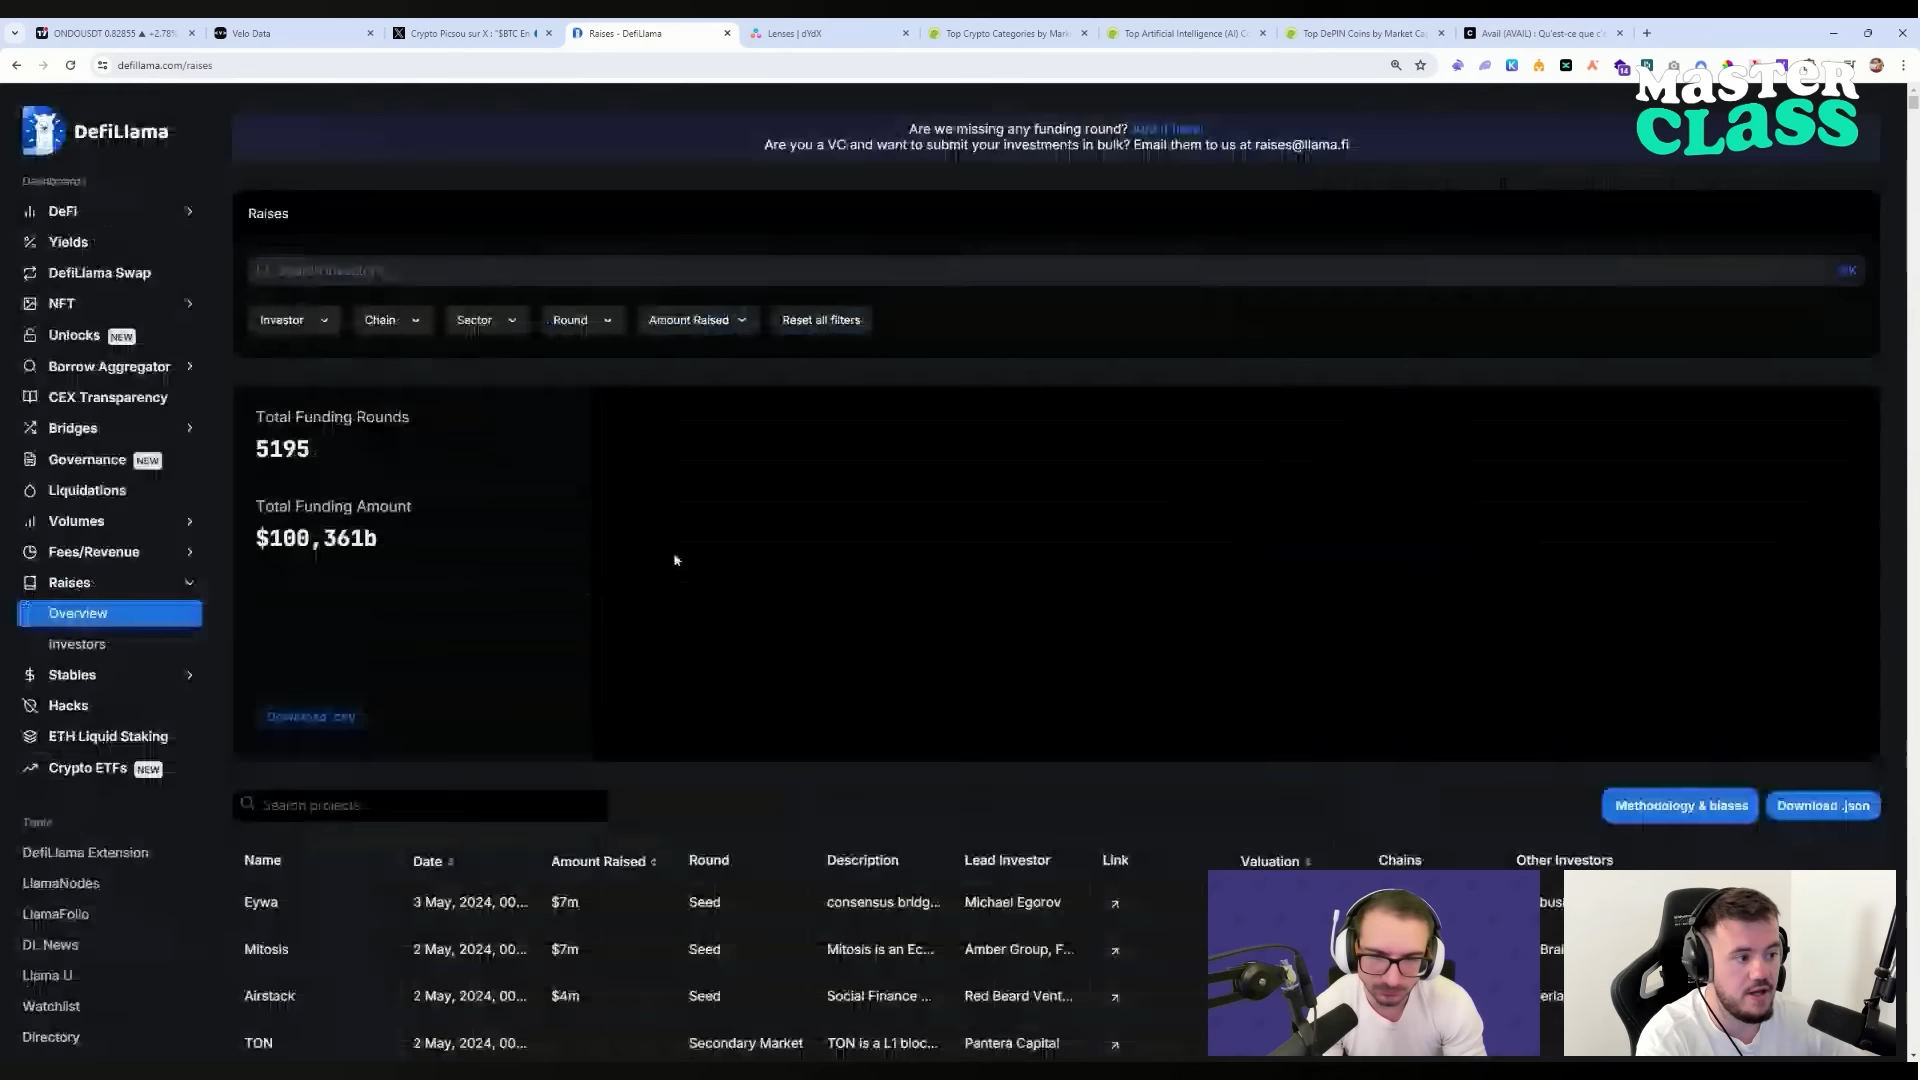 ONDOUSDT 0.82855 ▲ +2.78%
Velo Data
Crypto Picsou sur X : "$BTC En
Raises - DefiLlama
Lenses | dYdX
Top Crypto Categories by Mark
Top Artificial Intelligence (AI) C
Top DePIN Coins by Market Ca
Avail (AVAIL) : Qu'est-ce que c'e
defillama.com/raises
MASTER
CLASS
DefiLlama
Are we missing any funding round? Add it here!
Are you a VC and want to submit your investments in bulk? Email them to us at raises@llama.fi
Dashboards
DeFi
Yields
DefiLlama Swap
NFT
Unlocks NEW
Borrow Aggregator
CEX Transparency
Bridges
Governance NEW
Liquidations
Volumes
Fees/Revenue
Raises
Overview
Investors
Stables
Hacks
ETH Liquid Staking
Crypto ETFs NEW
Tools
DefiLlama Extension
LlamaNodes
LlamaFolio
DL News
Llama U
Watchlist
Directory
Raises
Investor
Chain
Sector
Round
Amount Raised
Reset all filters
Total Funding Rounds
5195
Total Funding Amount
$100,361b
Download .csv
Search projects...
Methodology & biases
Download .json
Name Date Amount Raised Round Description Lead Investor Link Valuation Chains Other Investors
Eywa 3 May, 2024, 00... $7m Seed consensus bridg... Michael Egorov
Mitosis 2 May, 2024, 00... $7m Seed Mitosis is an Ec... Amber Group, F...
Airstack 2 May, 2024, 00... $4m Seed Social Finance ... Red Beard Vent...
TON 2 May, 2024, 00... Secondary Market TON is a L1 bloc... Pantera Capital